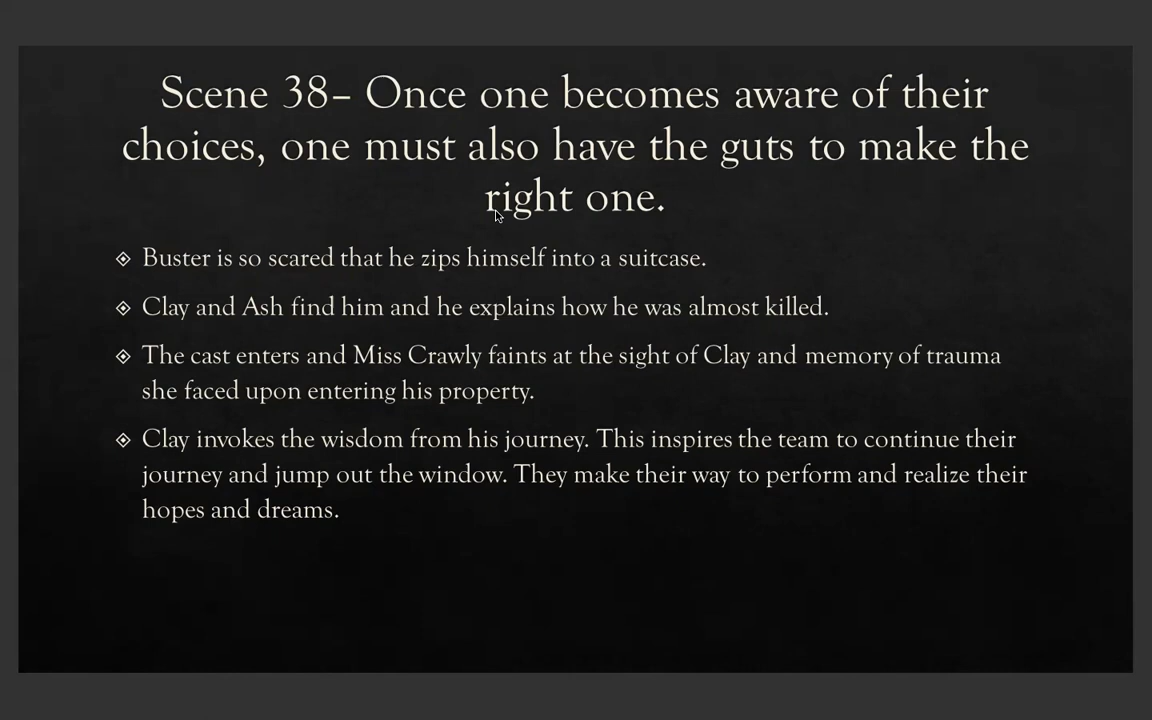 Scene 38– Once one becomes aware of their
choices, one must also have the guts to make the
right one.
Buster is so scared that he zips himself into a suitcase.
Clay and Ash find him and he explains how he was almost killed.
The cast enters and Miss Crawly faints at the sight of Clay and memory of trauma
she faced upon entering his property.
Clay invokes the wisdom from his journey. This inspires the team to continue their
journey and jump out the window. They make their way to perform and realize their
hopes and dreams.